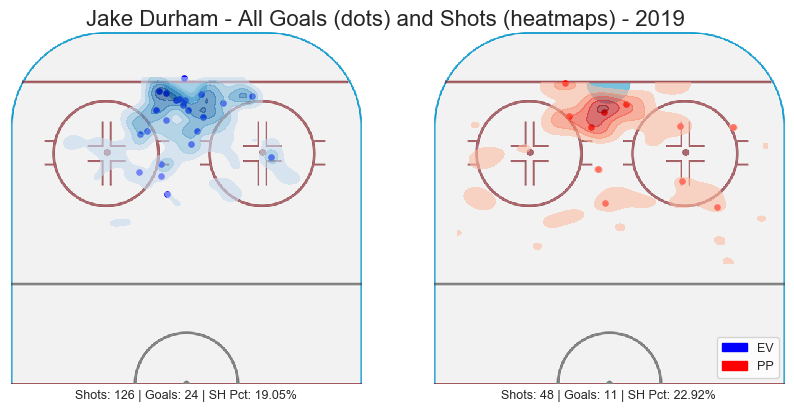 Jake Durham - All Goals (dots) and Shots (heatmaps) - 2019
EV
PP
Shots: 126 | Goals: 24 | SH Pct: 19.05%
Shots: 48 | Goals: 11 | SH Pct: 22.92%